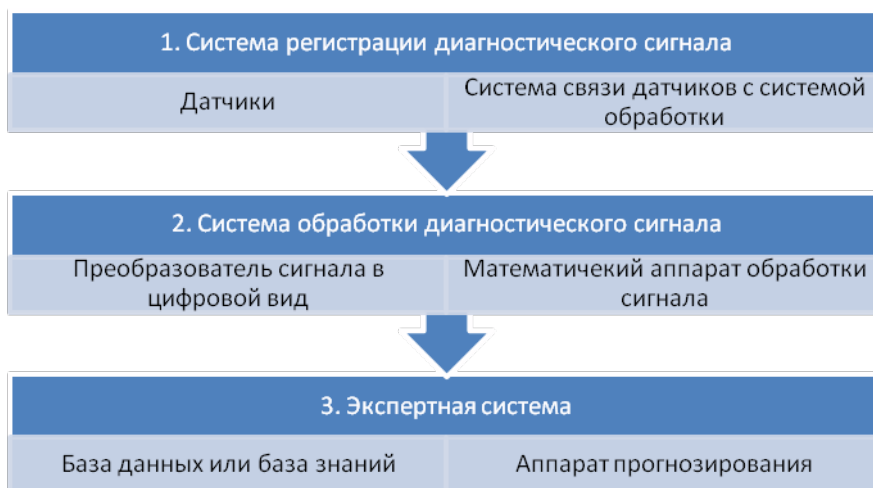 1. Система регистрации диагностического сигнала
Датчики
Система связи датчиков с системой
обработки
2. Система обработки диагностического сигнала
Преобразователь сигнала в
цифровой вид
Математичекий аппарат обработки
сигнала
3. Экспертная система
База данных или база знаний
Аппарат прогнозирования